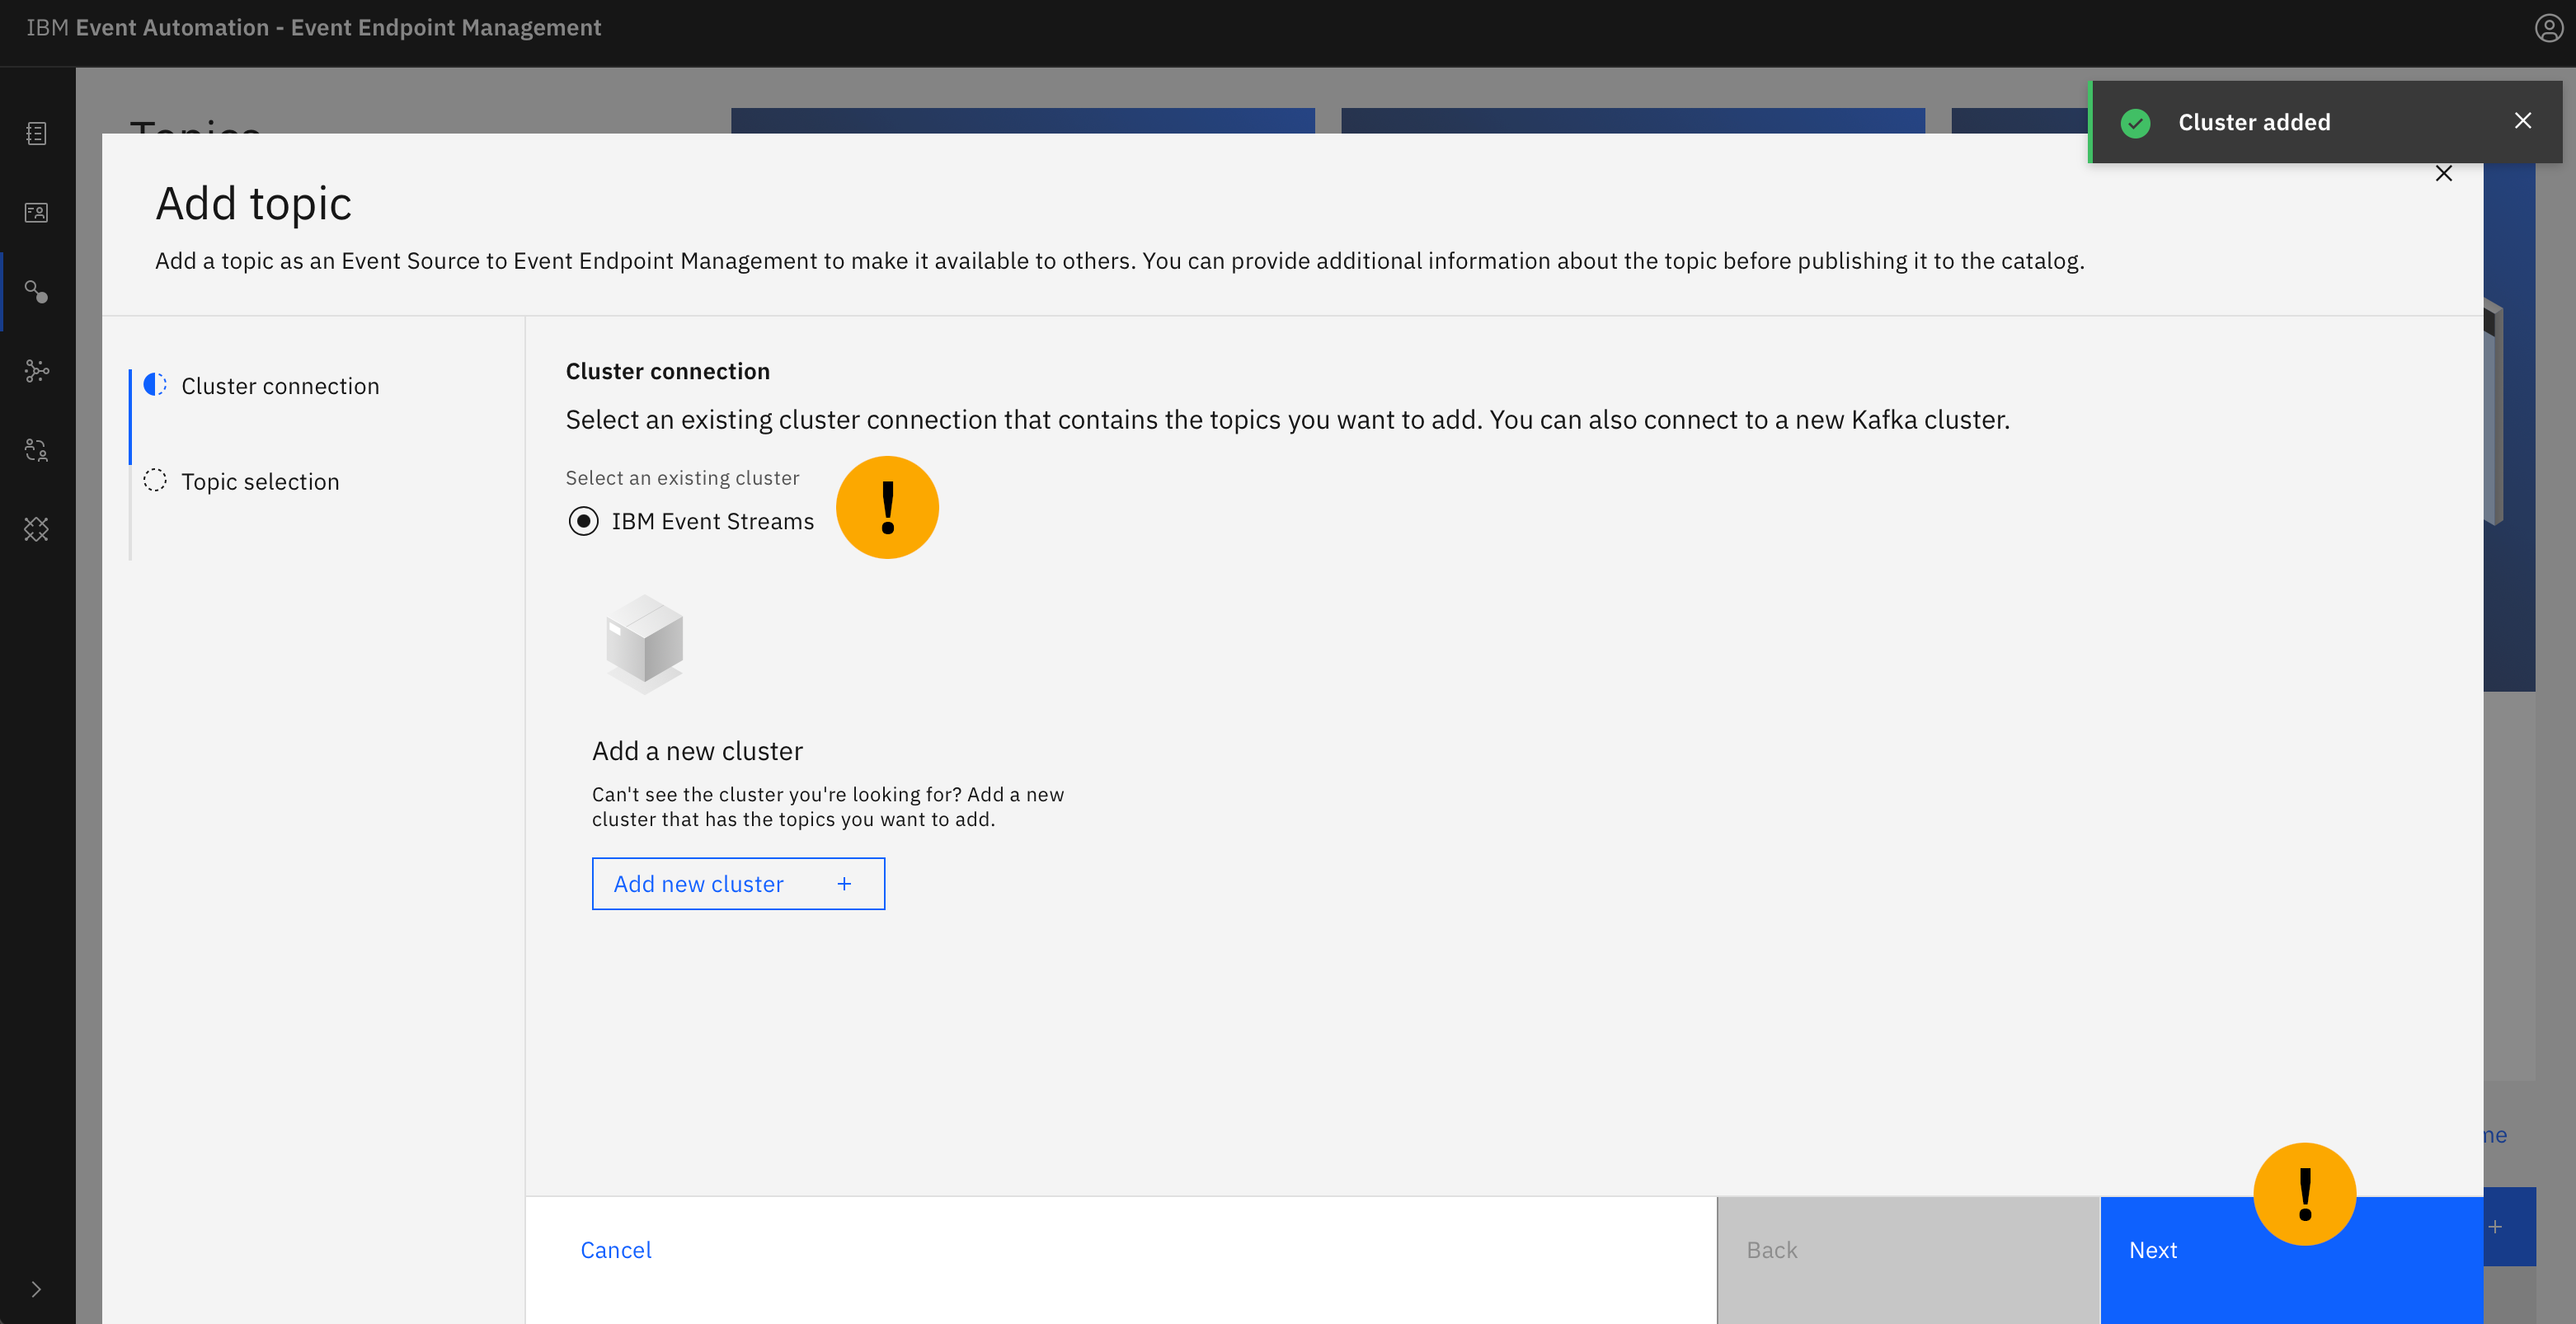 IBM Event Automation - Event Endpoint Management
Topics
Cluster added
Add topic
Add a topic as an Event Source to Event Endpoint Management to make it available to others. You can provide additional information about the topic before publishing it to the catalog.
Cluster connection
Topic selection
Cluster connection
Select an existing cluster connection that contains the topics you want to add. You can also connect to a new Kafka cluster.
Select an existing cluster
IBM Event Streams
!
Add a new cluster
Can't see the cluster you're looking for? Add a new
cluster that has the topics you want to add.
Add new cluster +
!
Cancel
Back
Next